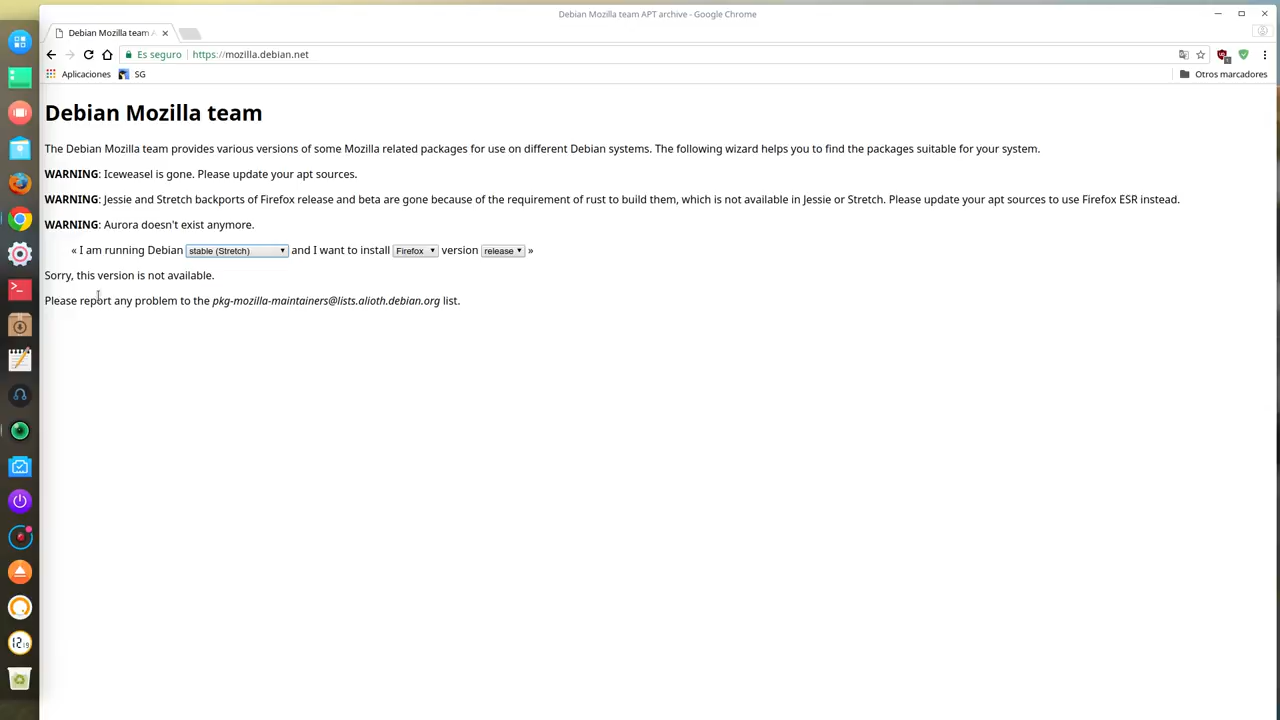 Debian Mozilla team APT archive - Google Chrome
Debian Mozilla team A
Es seguro https://mozilla.debian.net
Aplicaciones SG Otros marcadores
Debian Mozilla team
The Debian Mozilla team provides various versions of some Mozilla related packages for use on different Debian systems. The following wizard helps you to find the packages suitable for your system.
WARNING: Iceweasel is gone. Please update your apt sources.
WARNING: Jessie and Stretch backports of Firefox release and beta are gone because of the requirement of rust to build them, which is not available in Jessie or Stretch. Please update your apt sources to use Firefox ESR instead.
WARNING: Aurora doesn't exist anymore.
« I am running Debian stable (Stretch) and I want to install Firefox version release »
Sorry, this version is not available.
Please report any problem to the pkg-mozilla-maintainers@lists.alioth.debian.org list.